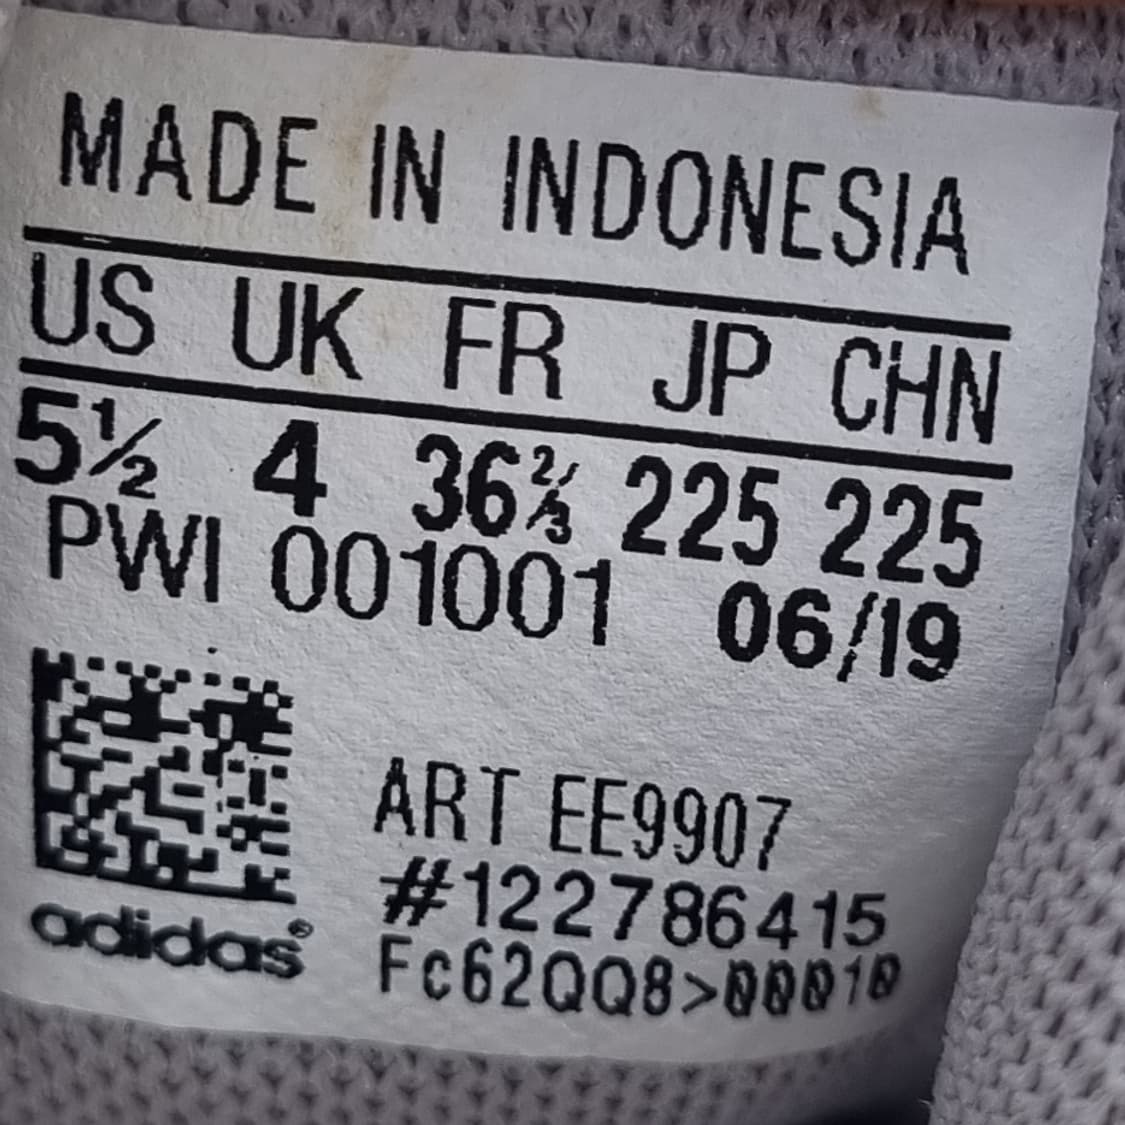 MADE IN INDONESIA
US UK FR JP CHN
5½ 4 36⅔ 225 225
PWI 001001 06/19
ART EE9907
#122786415
Fc62QQ8>00010
adidas®